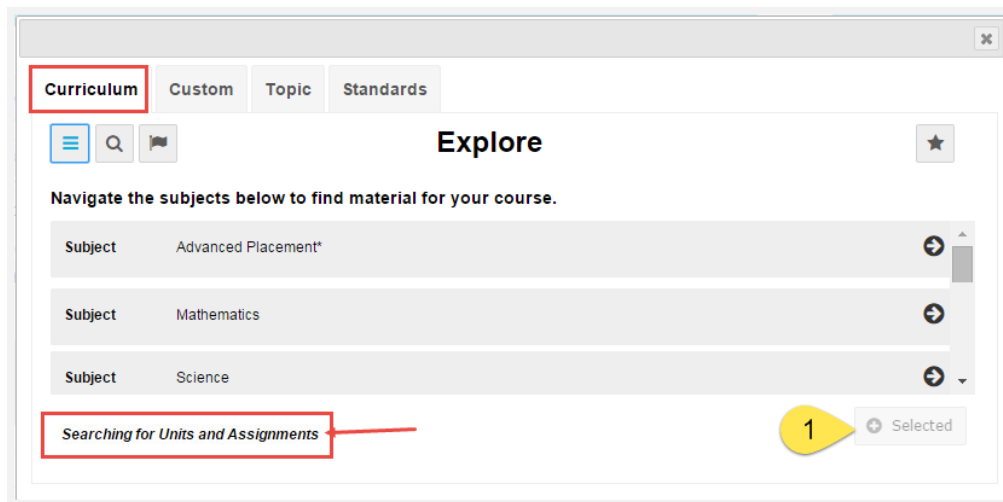 Curriculum Custom Topic Standards
Explore
Navigate the subjects below to find material for your course.
Subject Advanced Placement*
Subject Mathematics
Subject Science
Searching for Units and Assignments
1 Selected